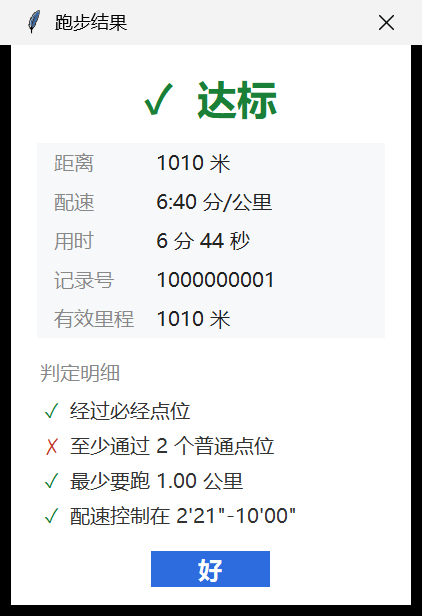 跑步结果
✓ 达标
距离 1010 米
配速 6:40 分/公里
用时 6 分 44 秒
记录号 1000000001
有效里程 1010 米
判定明细
✓ 经过必经点位
✗ 至少通过 2 个普通点位
✓ 最少要跑 1.00 公里
✓ 配速控制在 2'21"-10'00"
好